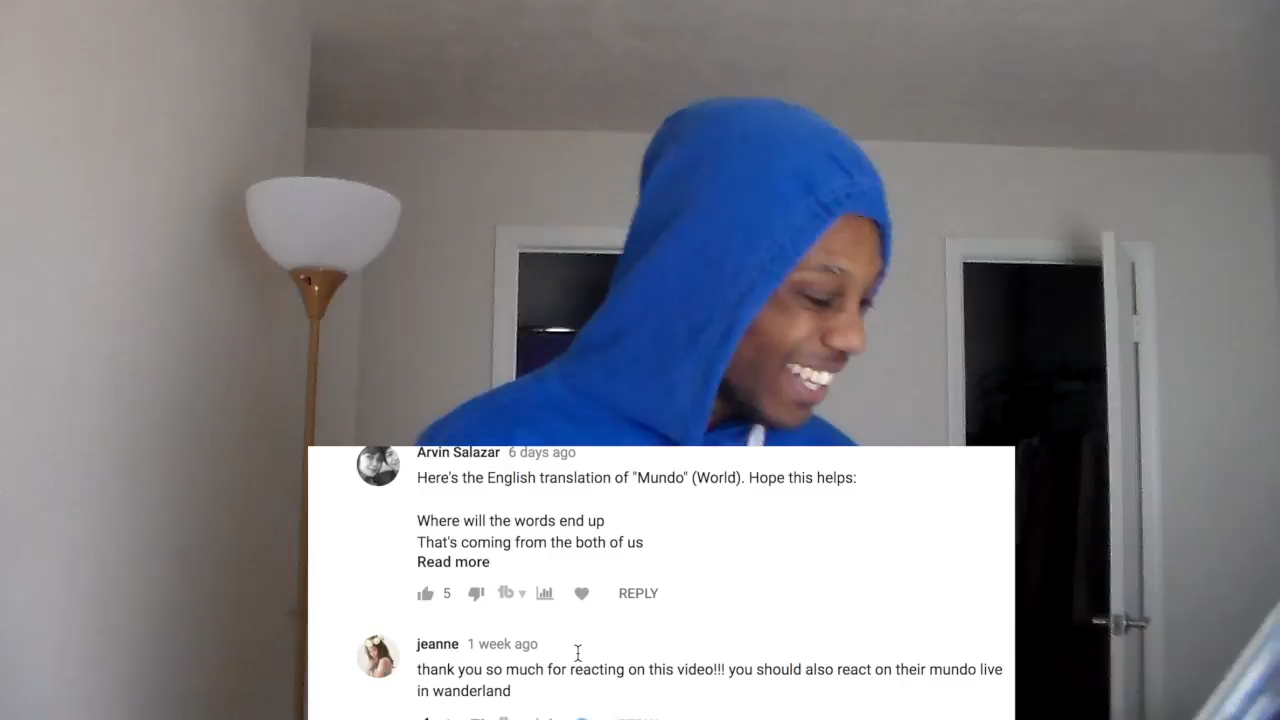 Arvin Salazar 6 days ago
Here's the English translation of "Mundo" (World). Hope this helps:
Where will the words end up
That's coming from the both of us
Read more
5 REPLY
jeanne 1 week ago
thank you so much for reacting on this video!!! you should also react on their mundo live
in wanderland